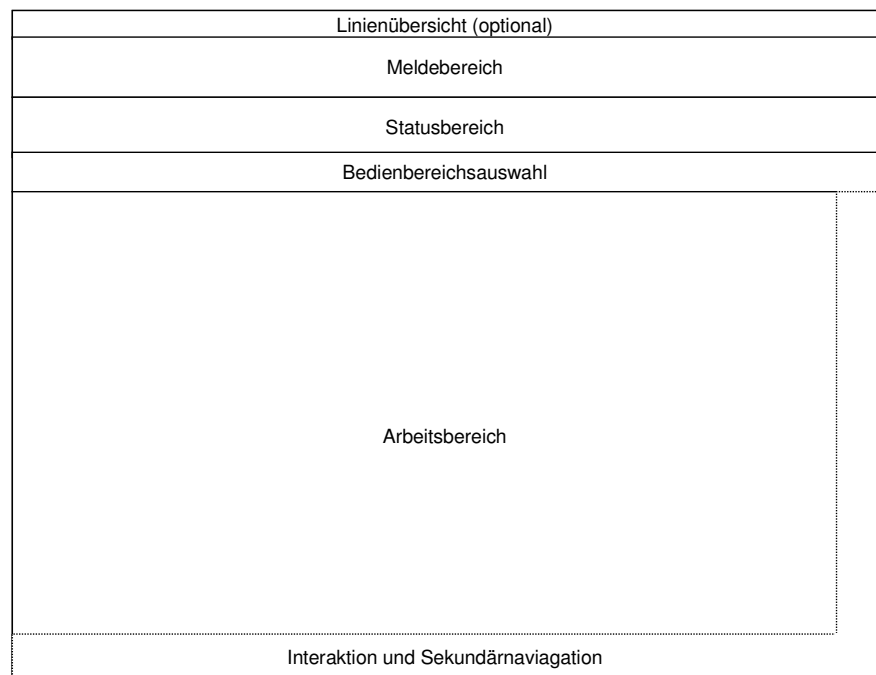 Linienübersicht (optional)
Meldebereich
Statusbereich
Bedienbereichsauswahl
Arbeitsbereich
Interaktion und Sekundärnaviagation